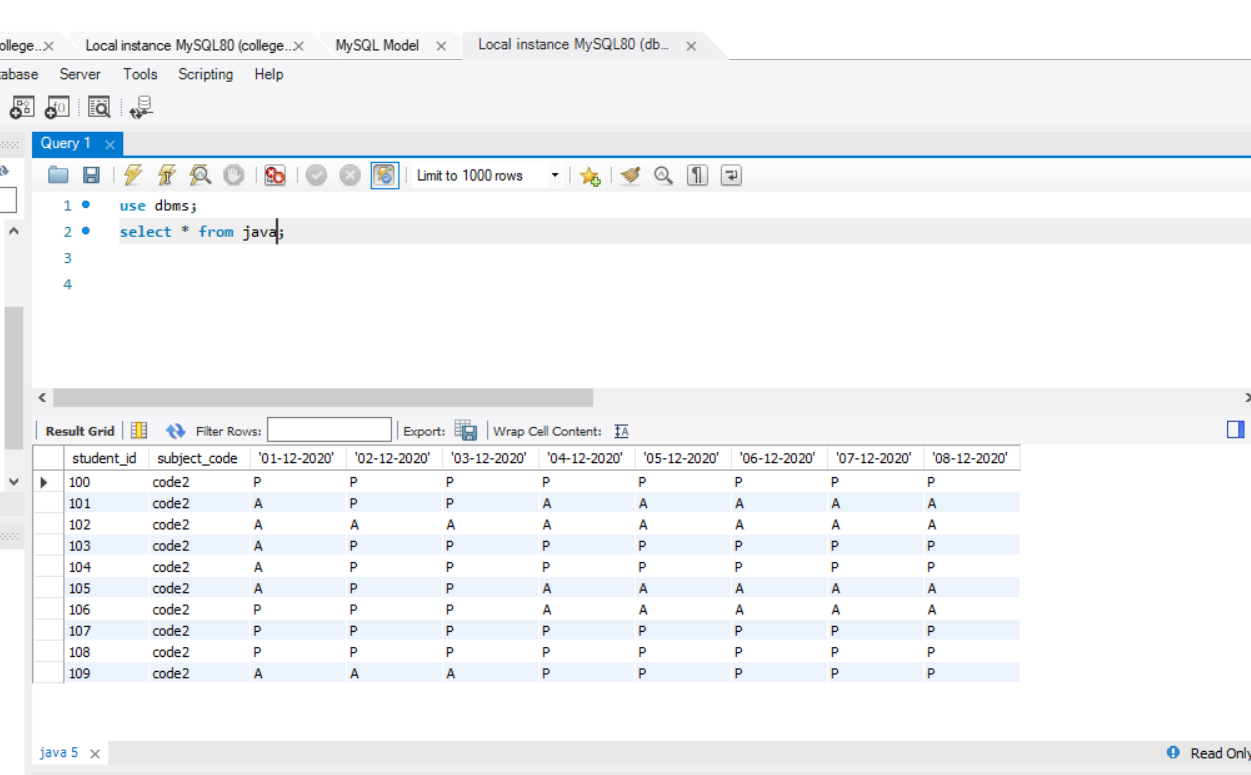 ollege.. Local instance MySQL80 (college.. MySQL Model Local instance MySQL80 (db...
tabase Server Tools Scripting Help
Query 1
Limit to 1000 rows
1 use dbms;
2 select * from java;
3
4
Result Grid Filter Rows: Export: Wrap Cell Content:
student_id subject_code '01-12-2020' '02-12-2020' '03-12-2020' '04-12-2020' '05-12-2020' '06-12-2020' '07-12-2020' '08-12-2020'
100 code2 P P P P P P P P
101 code2 A P P A A A A A
102 code2 A A A A A A A A
103 code2 A P P P P P P P
104 code2 A P P P P P P P
105 code2 A P P A A A A A
106 code2 P P P A A A A A
107 code2 P P P P P P P P
108 code2 P P P P P P P P
109 code2 A A A P P P P P
java 5 Read Only